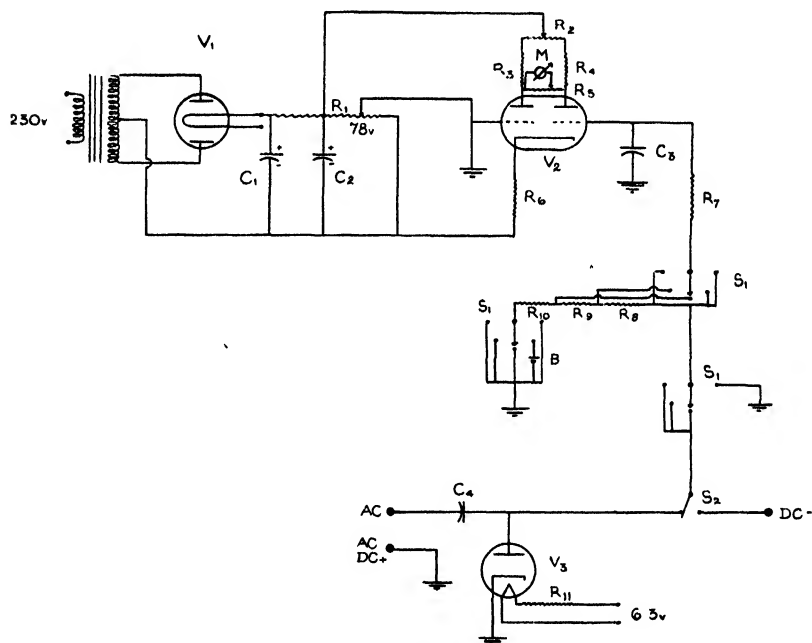 V1
R2
M
R3
R4
R5
230v
R1
78v
V2
C1
C2
C3
R6
R7
S1
S1
R10
R9
R8
B
S1
C4
S2
AC
DC-
AC
DC+
V3
R11
6 3v